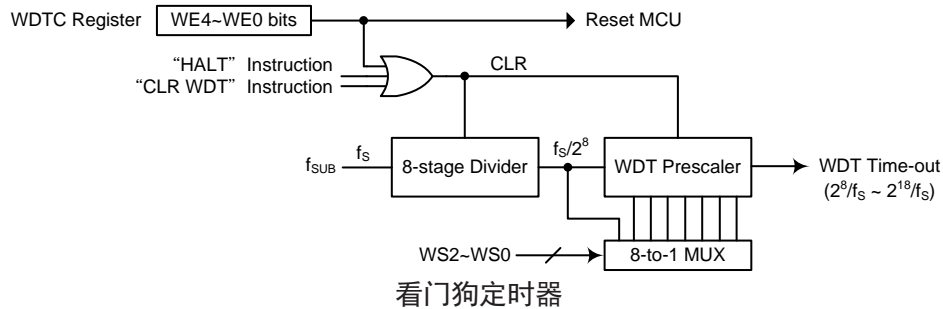 WDTC Register
WE4~WE0 bits
Reset MCU
“HALT” Instruction
“CLR WDT” Instruction
CLR
fSUB
fS
8-stage Divider
fS/2⁸
WDT Prescaler
WDT Time-out
(2⁸/fS ~ 2¹⁸/fS)
WS2~WS0
8-to-1 MUX
看门狗定时器